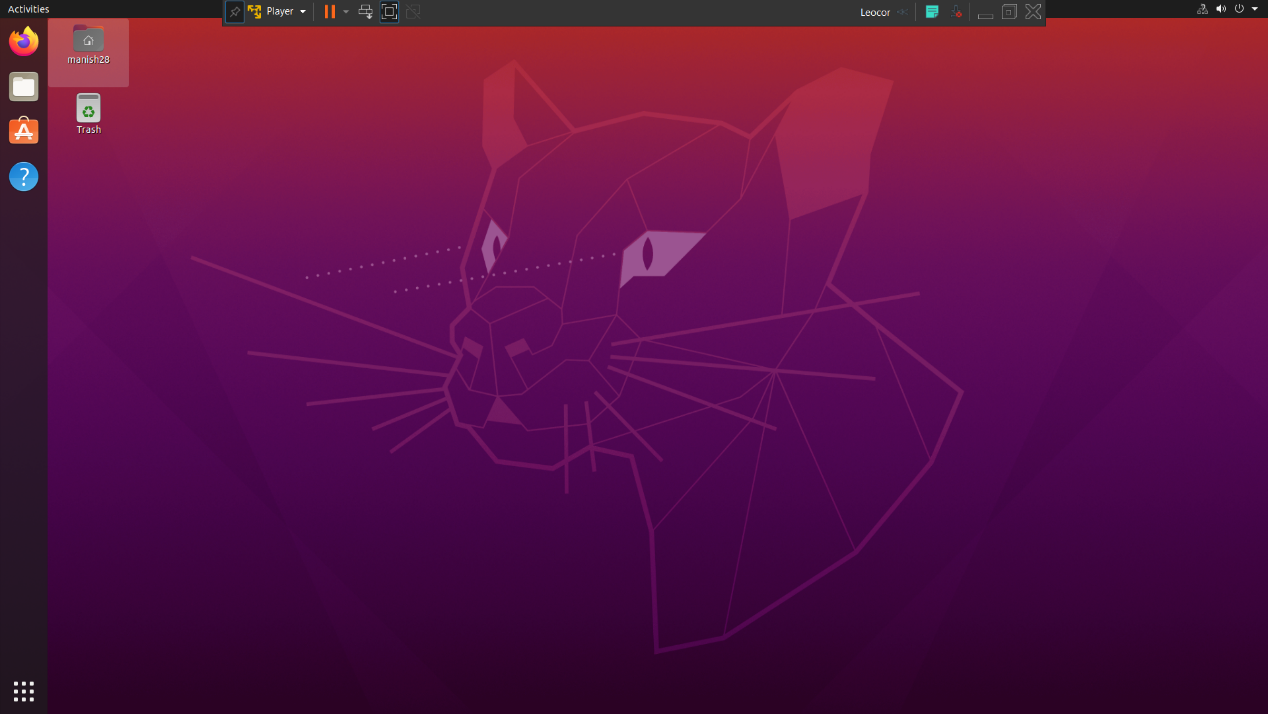 Activities
Player
Leocor
manish28
Trash